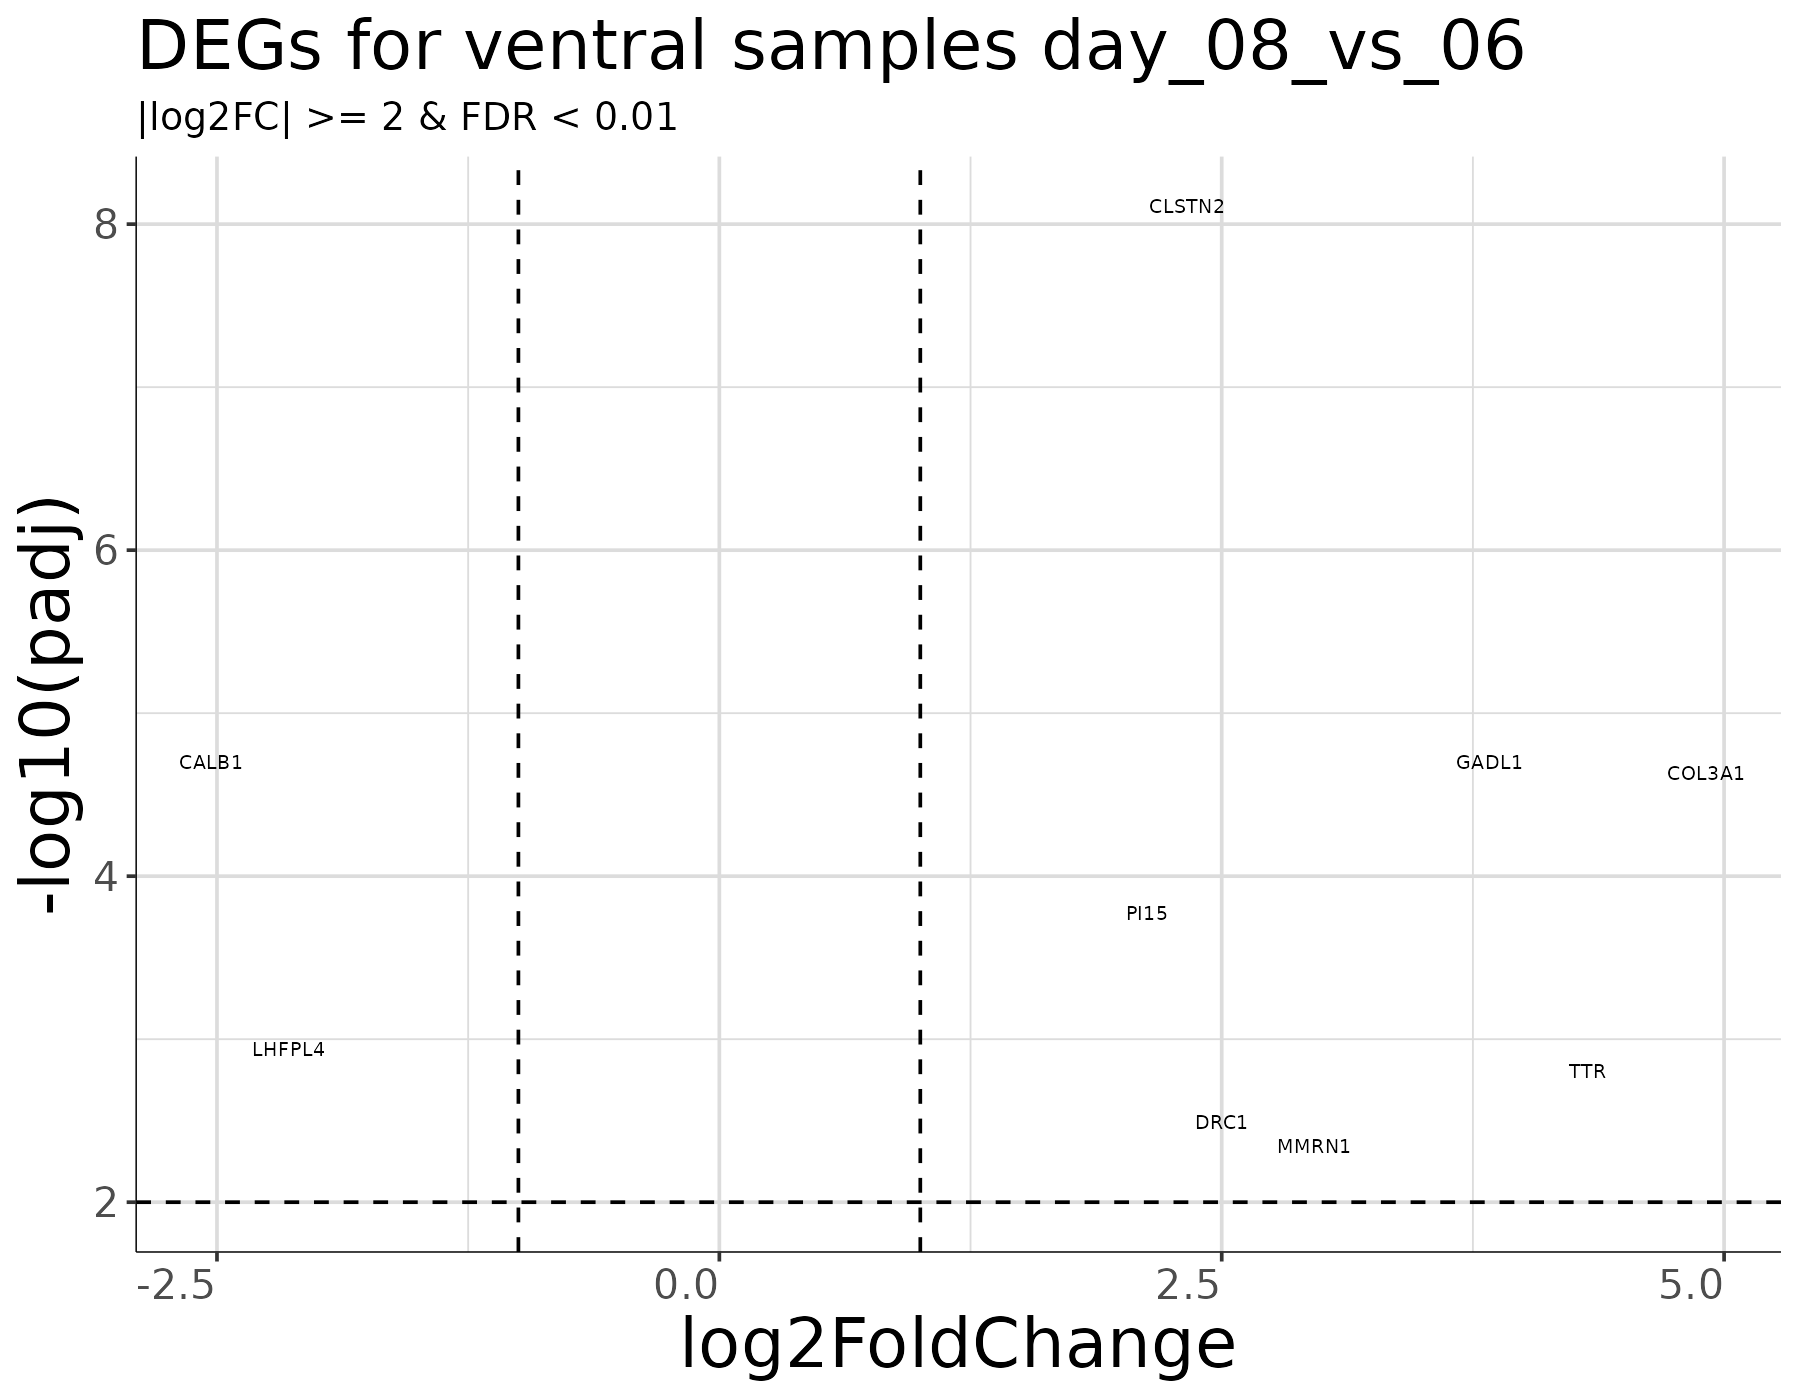 DEGs for ventral samples day_08_vs_06
|log2FC| >= 2 & FDR < 0.01
8
CLSTN2
6
CALB1
GADL1
COL3A1
4
PI15
LHFPL4
TTR
DRC1
MMRN1
2
-log10(padj)
-2.5 0.0 2.5 5.0
log2FoldChange